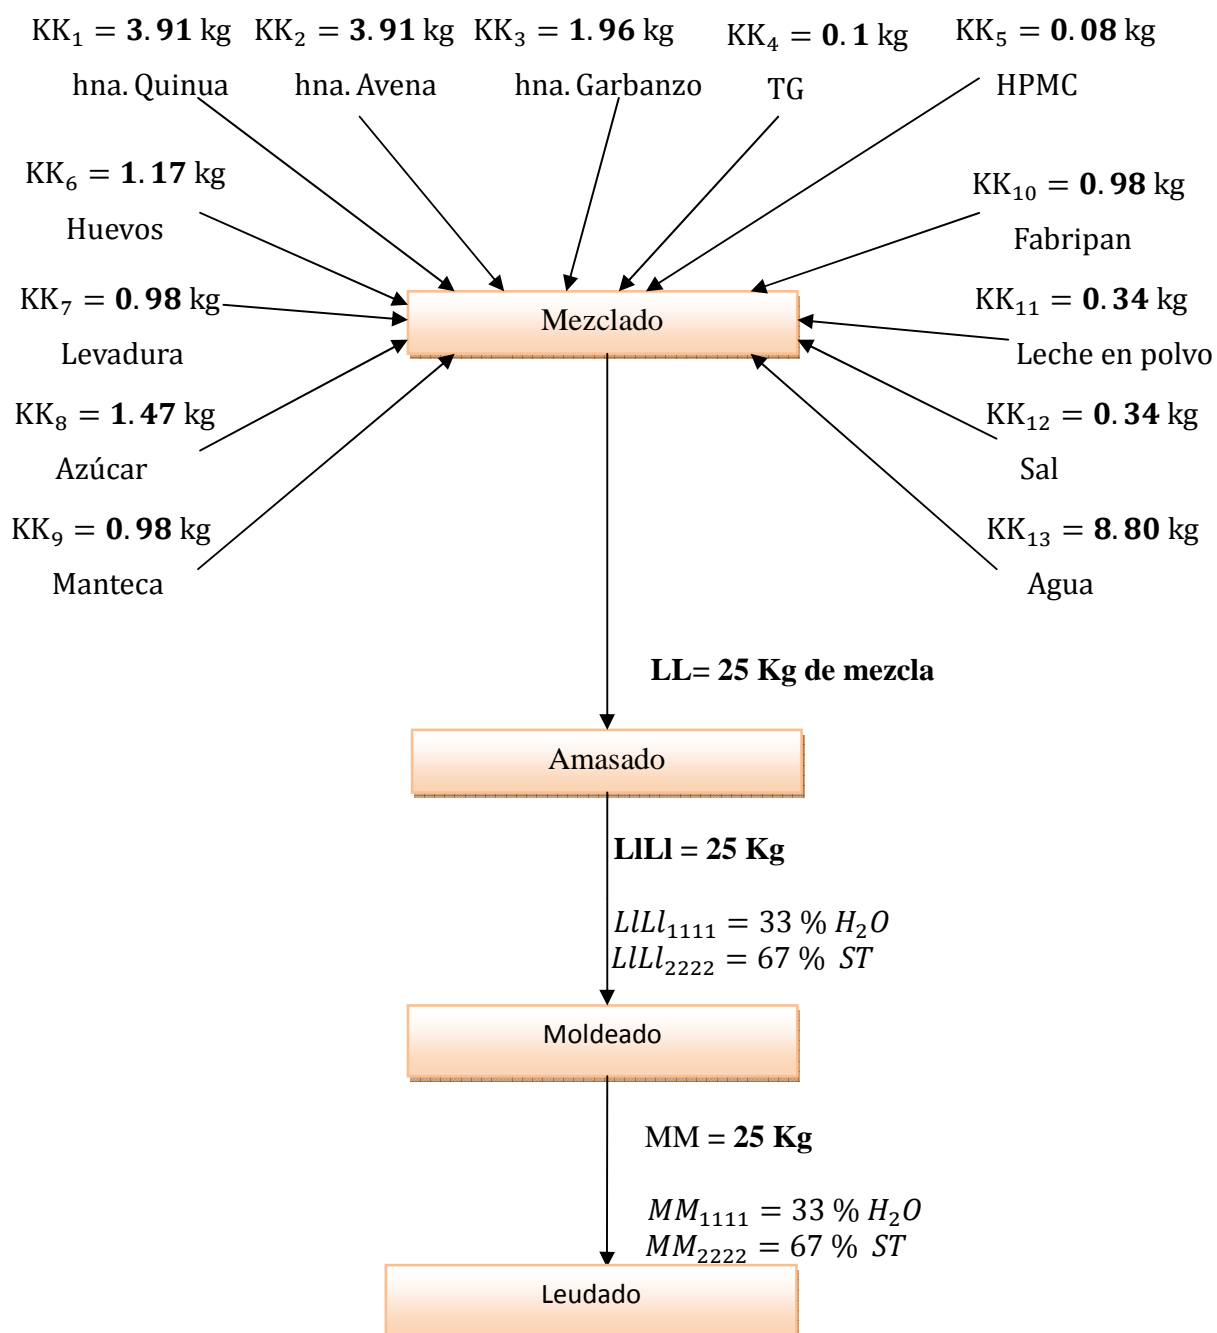 KK₁ = 3.91 kg KK₂ = 3.91 kg KK₃ = 1.96 kg KK₄ = 0.1 kg KK₅ = 0.08 kg
hna. Quinua hna. Avena hna. Garbanzo TG HPMC
KK₆ = 1.17 kg
Huevos
KK₁₀ = 0.98 kg
Fabripan
KK₇ = 0.98 kg
Levadura
Mezclado
KK₁₁ = 0.34 kg
Leche en polvo
KK₈ = 1.47 kg
Azúcar
KK₁₂ = 0.34 kg
Sal
KK₉ = 0.98 kg
Manteca
KK₁₃ = 8.80 kg
Agua
LL= 25 Kg de mezcla
Amasado
LlLl = 25 Kg
LlLl₁₁₁₁ = 33 % H₂O
LlLl₂₂₂₂ = 67 % ST
Moldeado
MM = 25 Kg
MM₁₁₁₁ = 33 % H₂O
MM₂₂₂₂ = 67 % ST
Leudado